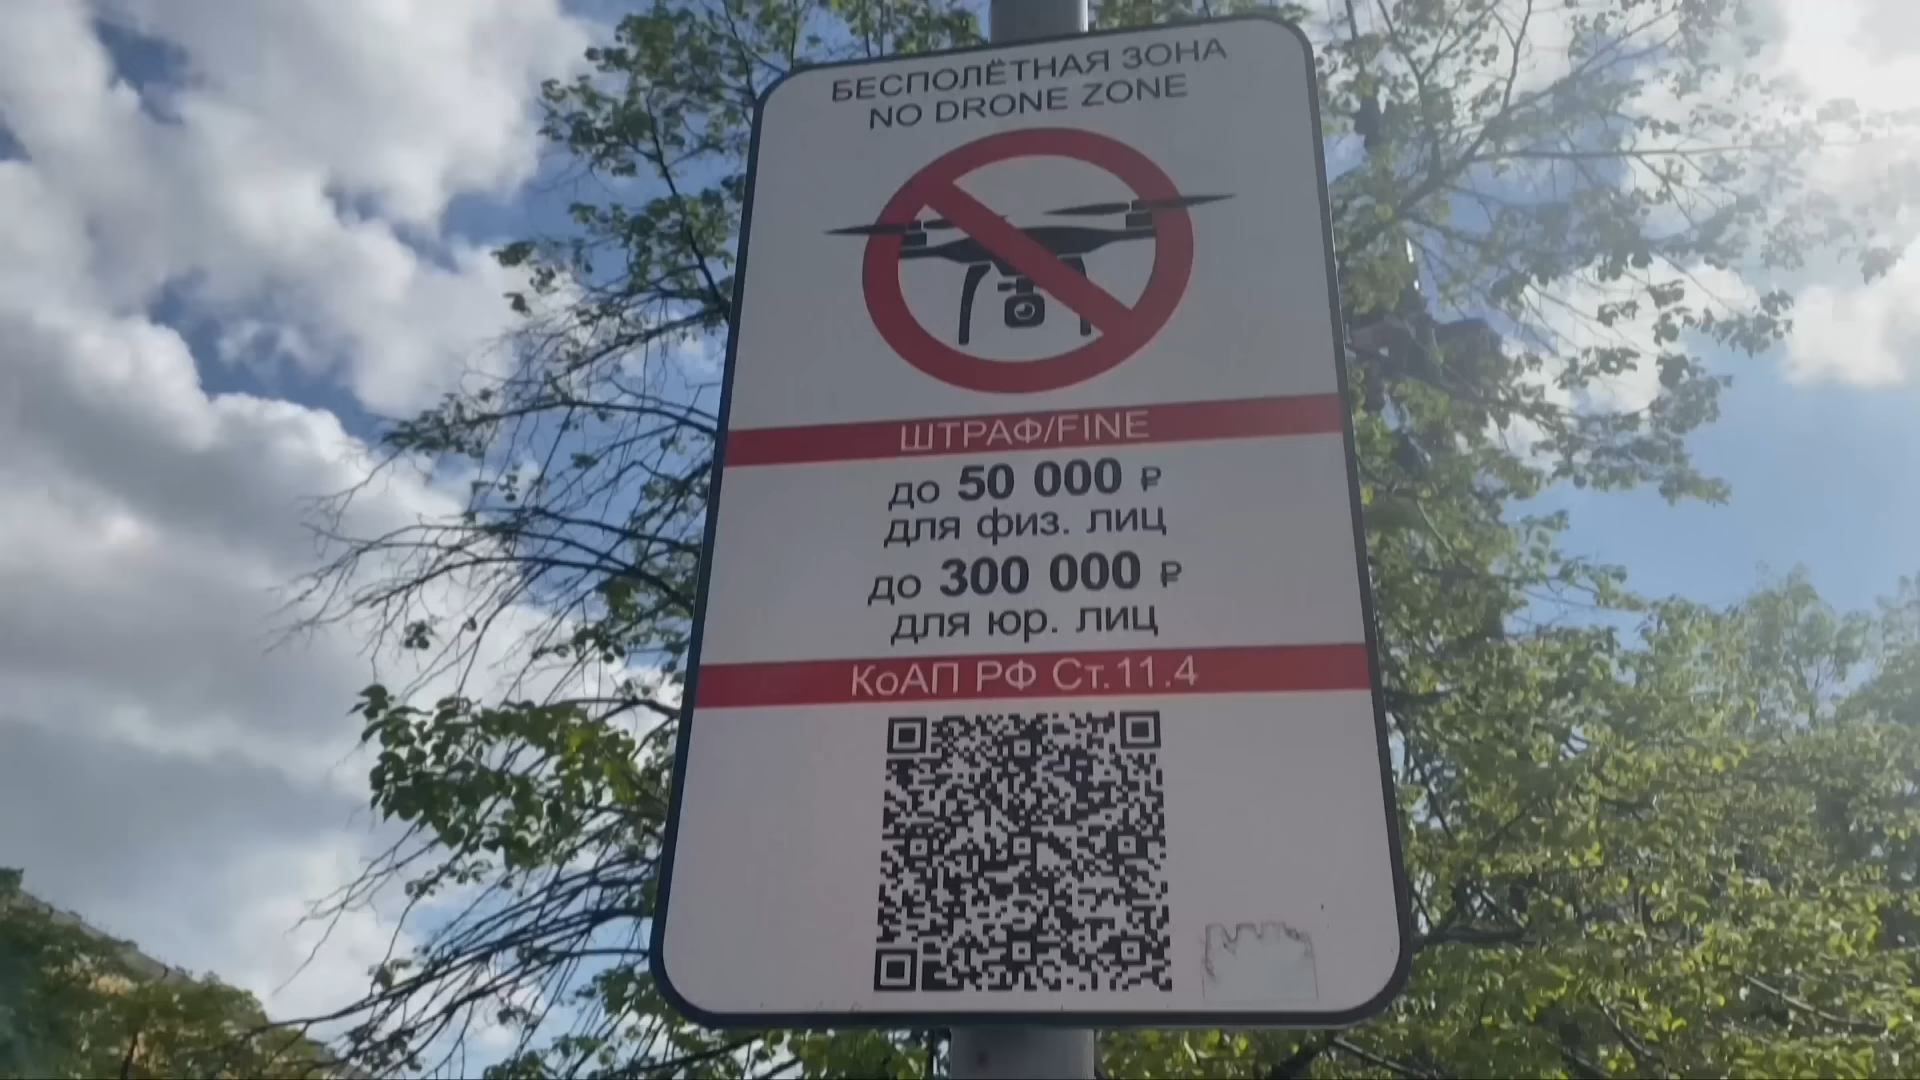 БЕСПОЛЁТНАЯ ЗОНА
NO DRONE ZONE
ШТРАФ/FINE
до 50 000 ₽
для физ. лиц
до 300 000 ₽
для юр. лиц
КоАП РФ Ст.11.4